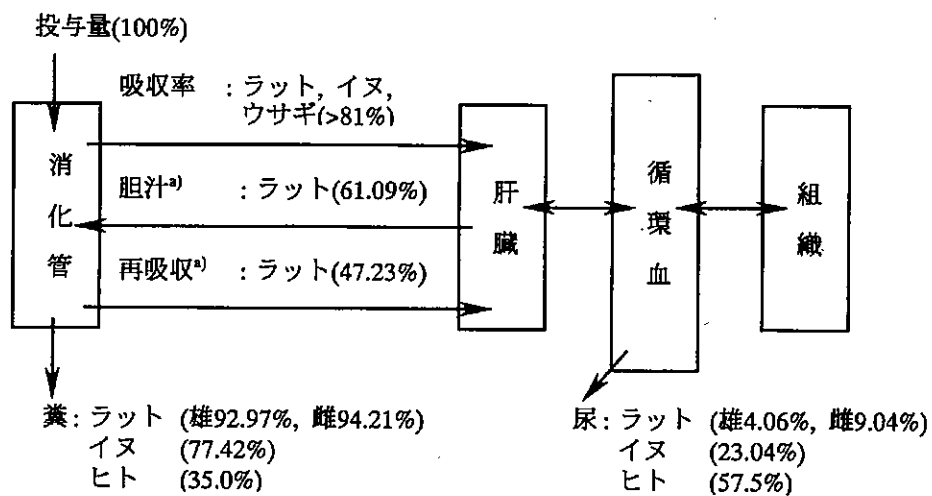 投与量(100%)
吸収率 : ラット, イヌ,
ウサギ(>81%)
消化管
胆汁a) : ラット(61.09%)
再吸収a) : ラット(47.23%)
肝臓
循環血
組織
糞: ラット (雄92.97%, 雌94.21%)
イヌ (77.42%)
ヒト (35.0%)
尿: ラット (雄4.06%, 雌9.04%)
イヌ (23.04%)
ヒト (57.5%)